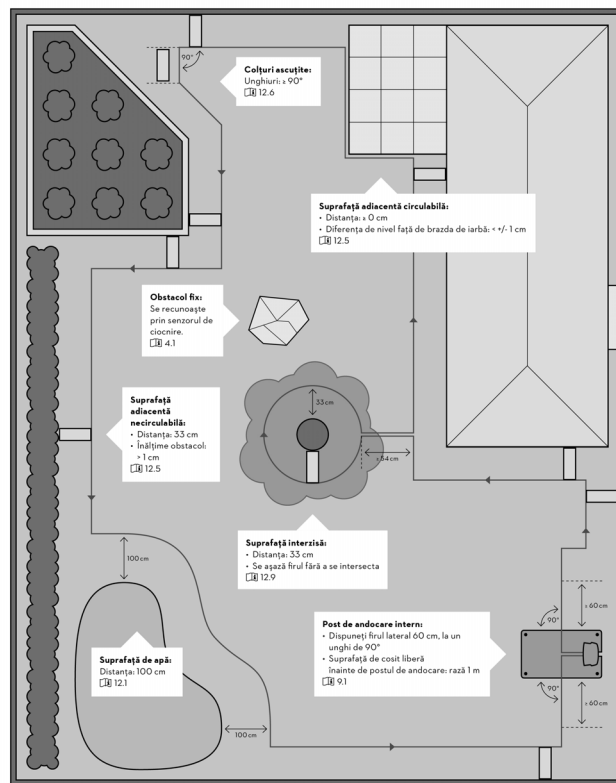 90°
Colțuri ascuțite:
Unghiuri: ≥ 90°
12.6
Suprafață adiacentă circulabilă:
• Distanța: ± 0 cm
• Diferența de nivel față de brazda de iarbă: < +/- 1 cm
12.5
Obstacol fix:
Se recunoaște
prin senzorul de
ciocnire.
4.1
33 cm
Suprafață
adiacentă
necirculabilă:
• Distanța: 33 cm
• Înălțime obstacol:
> 1 cm
12.5
≥ 54 cm
Suprafață interzisă:
• Distanța: 33 cm
• Se așază firul fără a se intersecta
12.9
100 cm
Suprafață de apă:
Distanța: 100 cm
12.1
100 cm
Post de andocare intern:
• Dispuneți firul lateral 60 cm, la un
unghi de 90°
• Suprafață de cosit liberă
înainte de postul de andocare: rază 1 m
9.1
90°
≥ 60 cm
90°
≥ 60 cm